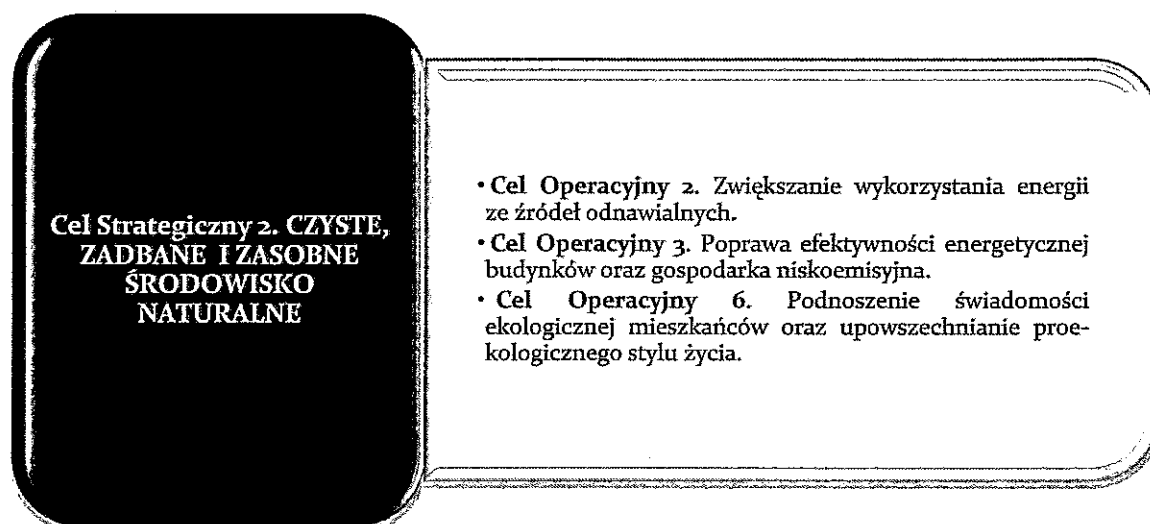 Cel Strategiczny 2. CZYSTE,
ZADBANE I ZASOBNE
ŚRODOWISKO
NATURALNE
• Cel Operacyjny 2. Zwiększanie wykorzystania energii
ze źródeł odnawialnych.
• Cel Operacyjny 3. Poprawa efektywności energetycznej
budynków oraz gospodarka niskoemisyjna.
• Cel Operacyjny 6. Podnoszenie świadomości
ekologicznej mieszkańców oraz upowszechnianie proe-
kologicznego stylu życia.